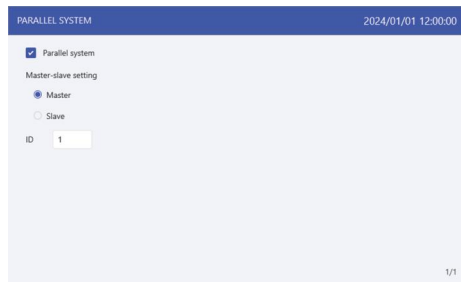 PARALLEL SYSTEM 2024/01/01 12:00:00
Parallel system
Master-slave setting
Master
Slave
ID 1
1/1